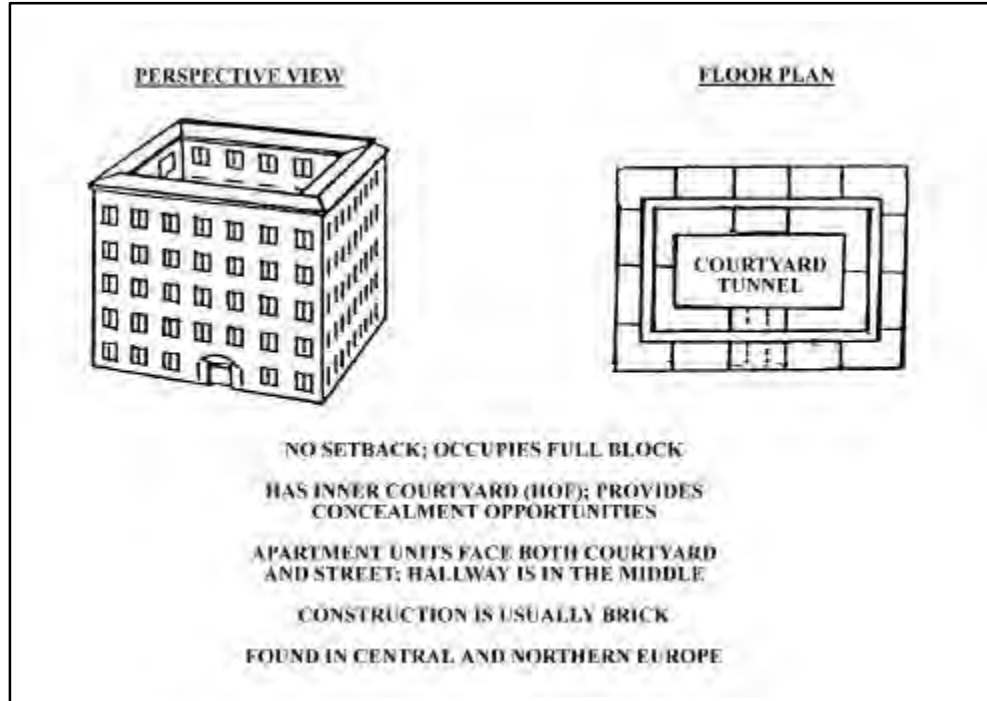 PERSPECTIVE VIEW
FLOOR PLAN
COURTYARD
TUNNEL
NO SETBACK; OCCUPIES FULL BLOCK
HAS INNER COURTYARD (HOF); PROVIDES
CONCEALMENT OPPORTUNITIES
APARTMENT UNITS FACE BOTH COURTYARD
AND STREET; HALLWAY IS IN THE MIDDLE
CONSTRUCTION IS USUALLY BRICK
FOUND IN CENTRAL AND NORTHERN EUROPE